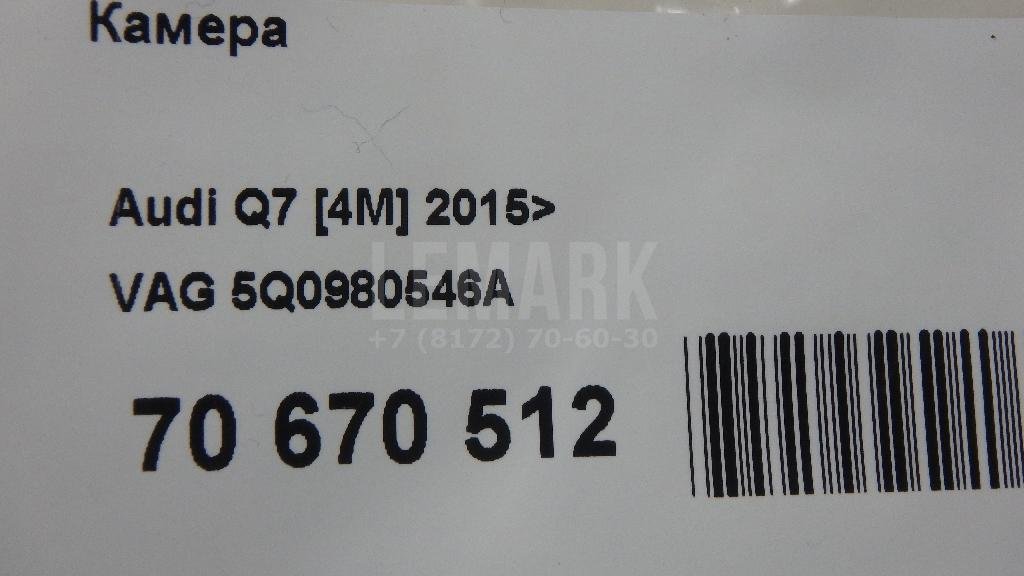 Камера
Audi Q7 [4M] 2015>
LEMARK
VAG 5Q0980546A
+7 (8172) 70-60-30
70 670 512